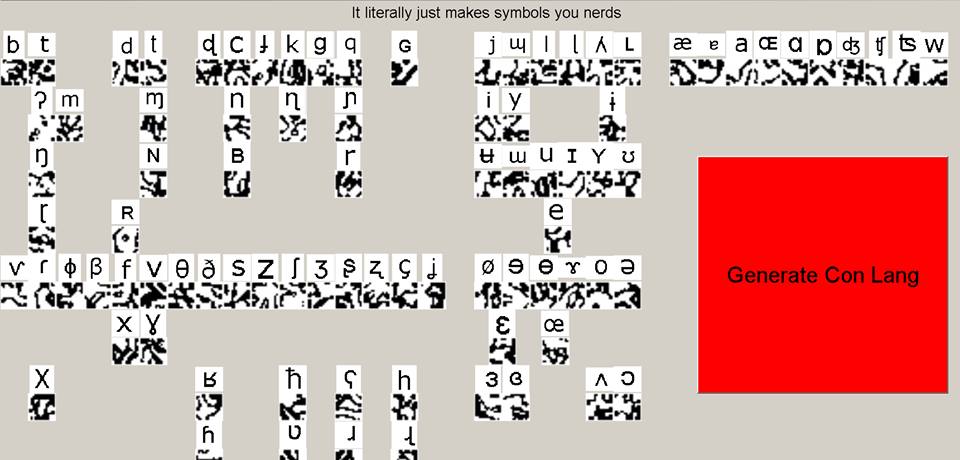 It literally just makes symbols you nerds
b t d ʈ ɖ c ɟ k g q ɢ j ɰ l ɭ ʎ ʟ æ ɐ a ɶ ɑ ɒ ʤ ʧ ʦ w
ʔ m ɱ n ɳ ɲ i y ɨ
ŋ ɴ ʙ r ʉ ɯ u ɪ ʏ ʊ
ɽ ʀ e
ⱱ ɾ ɸ β f v θ ð s z ʃ ʒ ʂ ʐ ç ʝ ø ɘ ɵ ɤ o ə
Generate Con Lang
x ɣ ɛ œ
χ ʁ ħ ʕ h ɜ ɞ ʌ ɔ
ɦ ʋ ɹ ɻ